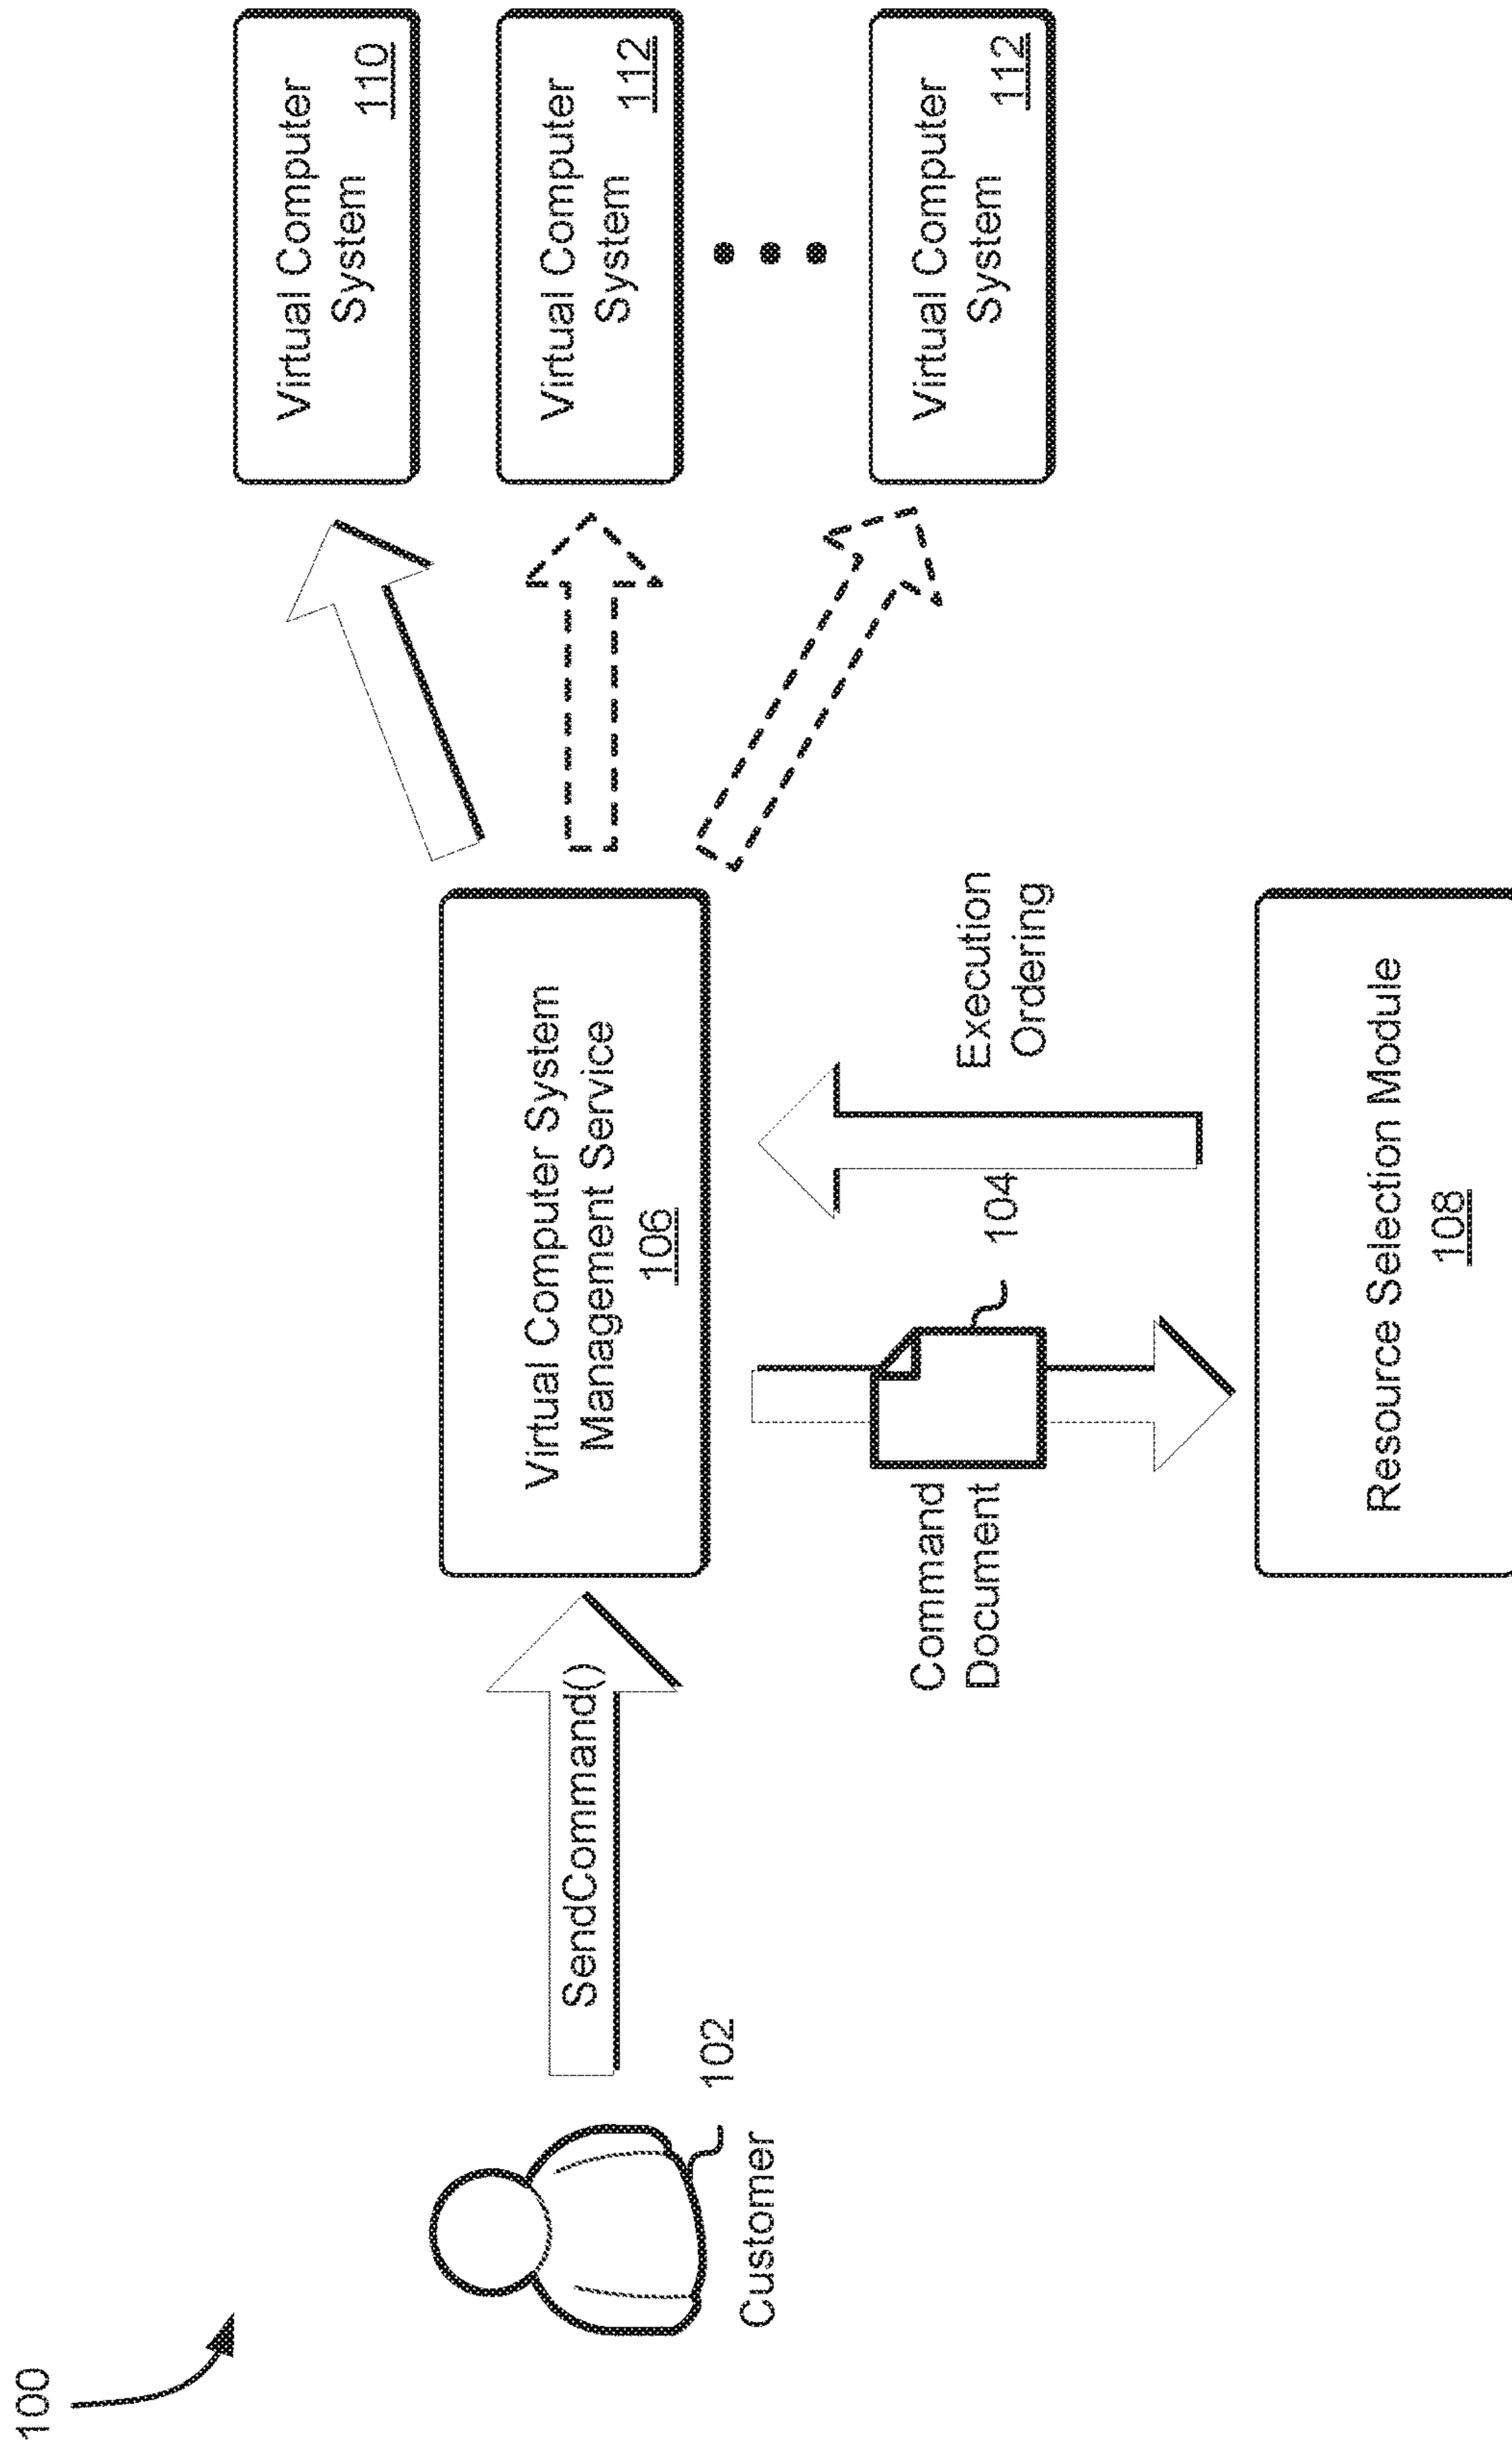 100
Customer
102
SendCommand()
Virtual Computer System
Management Service
106
Command
Document
104
Execution
Ordering
Resource Selection Module
108
Virtual Computer
System
110
Virtual Computer
System
112
Virtual Computer
System
112